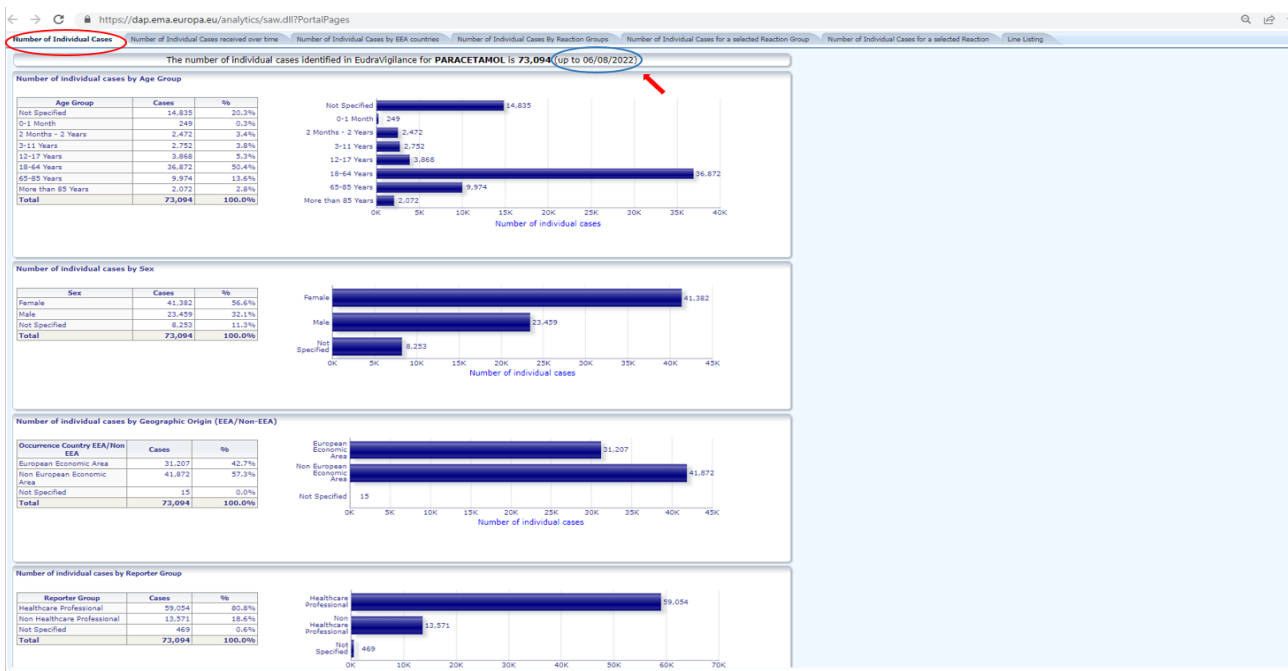 https://dap.ema.europa.eu/analytics/saw.dll?PortalPages
Number of Individual Cases Number of Individual Cases received over time Number of Individual Cases by EEA countries Number of Individual Cases By Reaction Groups Number of Individual Cases for a selected Reaction Group Number of Individual Cases for a selected Reaction Line Listing
The number of individual cases identified in EudraVigilance for PARACETAMOL is 73,094 (up to 06/08/2022)
Number of individual cases by Age Group
Age Group Cases %
Not Specified 14,835 20.3%
0-1 Month 249 0.3%
2 Months - 2 Years 2,472 3.4%
3-11 Years 2,752 3.8%
12-17 Years 3,868 5.3%
18-64 Years 36,872 50.4%
65-85 Years 9,974 13.6%
More than 85 Years 2,072 2.8%
Total 73,094 100.0%
Not Specified 14,835
0-1 Month 249
2 Months - 2 Years 2,472
3-11 Years 2,752
12-17 Years 3,868
18-64 Years 36,872
65-85 Years 9,974
More than 85 Years 2,072
0K 5K 10K 15K 20K 25K 30K 35K 40K
Number of individual cases
Number of individual cases by Sex
Sex Cases %
Female 41,382 56.6%
Male 23,459 32.1%
Not Specified 8,253 11.3%
Total 73,094 100.0%
Female 41,382
Male 23,459
Not
Specified 8,253
0K 5K 10K 15K 20K 25K 30K 35K 40K 45K
Number of individual cases
Number of individual cases by Geographic Origin (EEA/Non-EEA)
Occurrence Country EEA/Non
EEA Cases %
European Economic Area 31,207 42.7%
Non European Economic
Area 41,872 57.3%
Not Specified 15 0.0%
Total 73,094 100.0%
European
Economic
Area 31,207
Non European
Economic
Area 41,872
Not Specified 15
0K 5K 10K 15K 20K 25K 30K 35K 40K 45K
Number of individual cases
Number of individual cases by Reporter Group
Reporter Group Cases %
Healthcare Professional 59,054 80.8%
Non Healthcare Professional 13,571 18.6%
Not Specified 469 0.6%
Total 73,094 100.0%
Healthcare
Professional 59,054
Non
Healthcare
Professional 13,571
Not
Specified 469
0K 10K 20K 30K 40K 50K 60K 70K